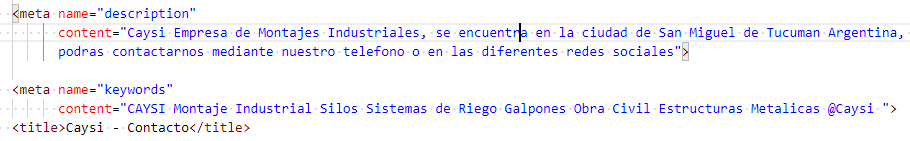 <meta name="description"
content="Caysi Empresa de Montajes Industriales, se encuentra en la ciudad de San Miguel de Tucuman Argentina,
podras contactarnos mediante nuestro telefono o en las diferentes redes sociales">
<meta name="keywords"
content="CAYSI Montaje Industrial Silos Sistemas de Riego Galpones Obra Civil Estructuras Metalicas @Caysi ">
<title>Caysi - Contacto</title>